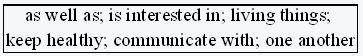 as well as; is interested in; living things;
keep healthy; communicate with; one another